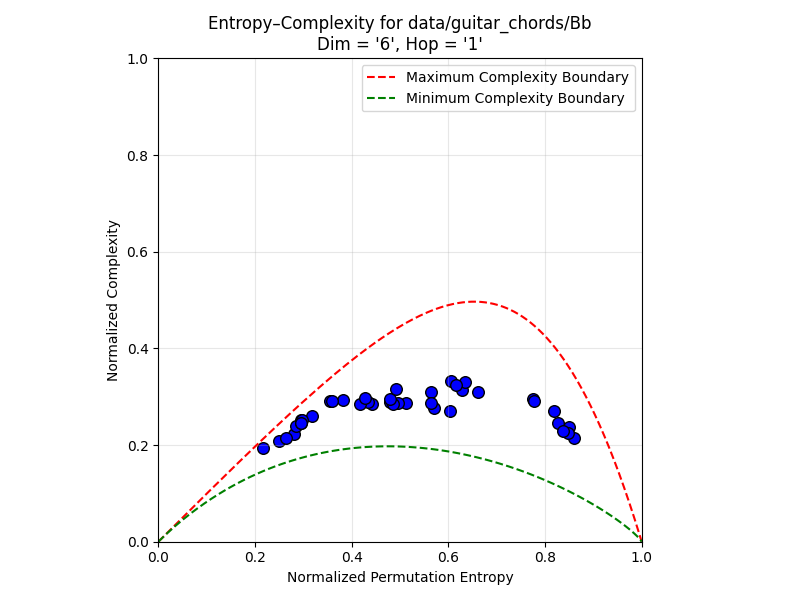 Entropy–Complexity for data/guitar_chords/Bb
Dim = '6', Hop = '1'
Maximum Complexity Boundary
Minimum Complexity Boundary
1.0
0.8
0.6
0.4
0.2
0.0
Normalized Complexity
0.0 0.2 0.4 0.6 0.8 1.0
Normalized Permutation Entropy